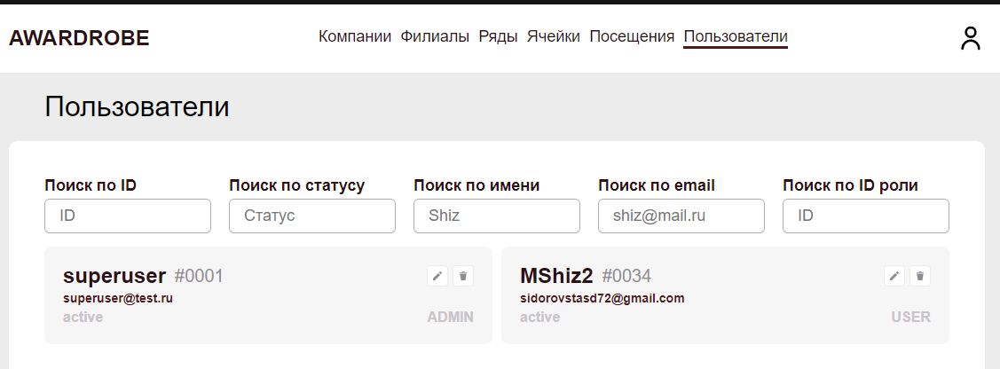 AWARDROBE Компании Филиалы Ряды Ячейки Посещения Пользователи
Пользователи
Поиск по ID Поиск по статусу Поиск по имени Поиск по email Поиск по ID роли
ID Статус Shiz shiz@mail.ru ID
superuser #0001
superuser@test.ru
active ADMIN
MShiz2 #0034
sidorovstasd72@gmail.com
active USER